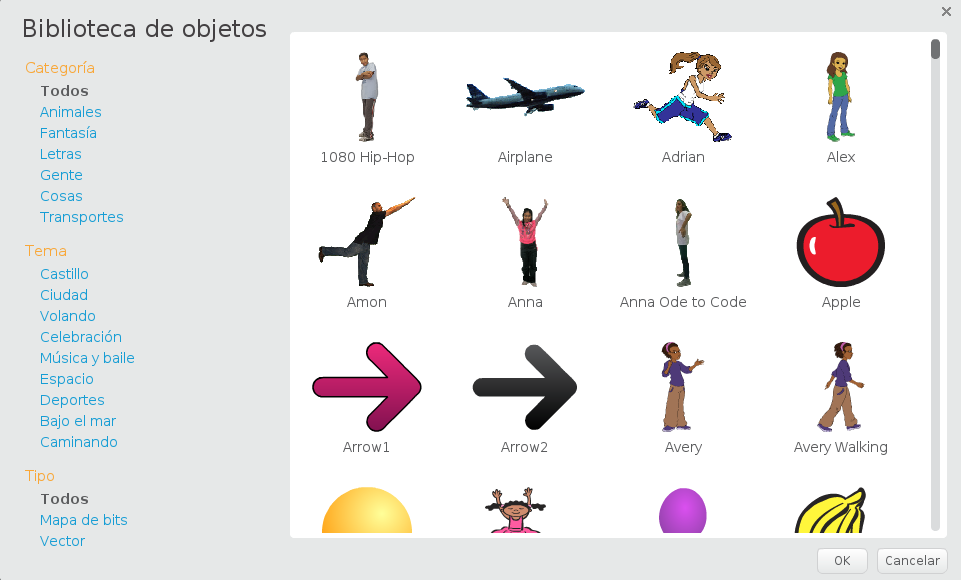 Biblioteca de objetos
Categoría
Todos
Animales
Fantasía
Letras
Gente
Cosas
Transportes
Tema
Castillo
Ciudad
Volando
Celebración
Música y baile
Espacio
Deportes
Bajo el mar
Caminando
Tipo
Todos
Mapa de bits
Vector
1080 Hip-Hop Airplane Adrian Alex
Amon Anna Anna Ode to Code Apple
Arrow1 Arrow2 Avery Avery Walking
OK Cancelar